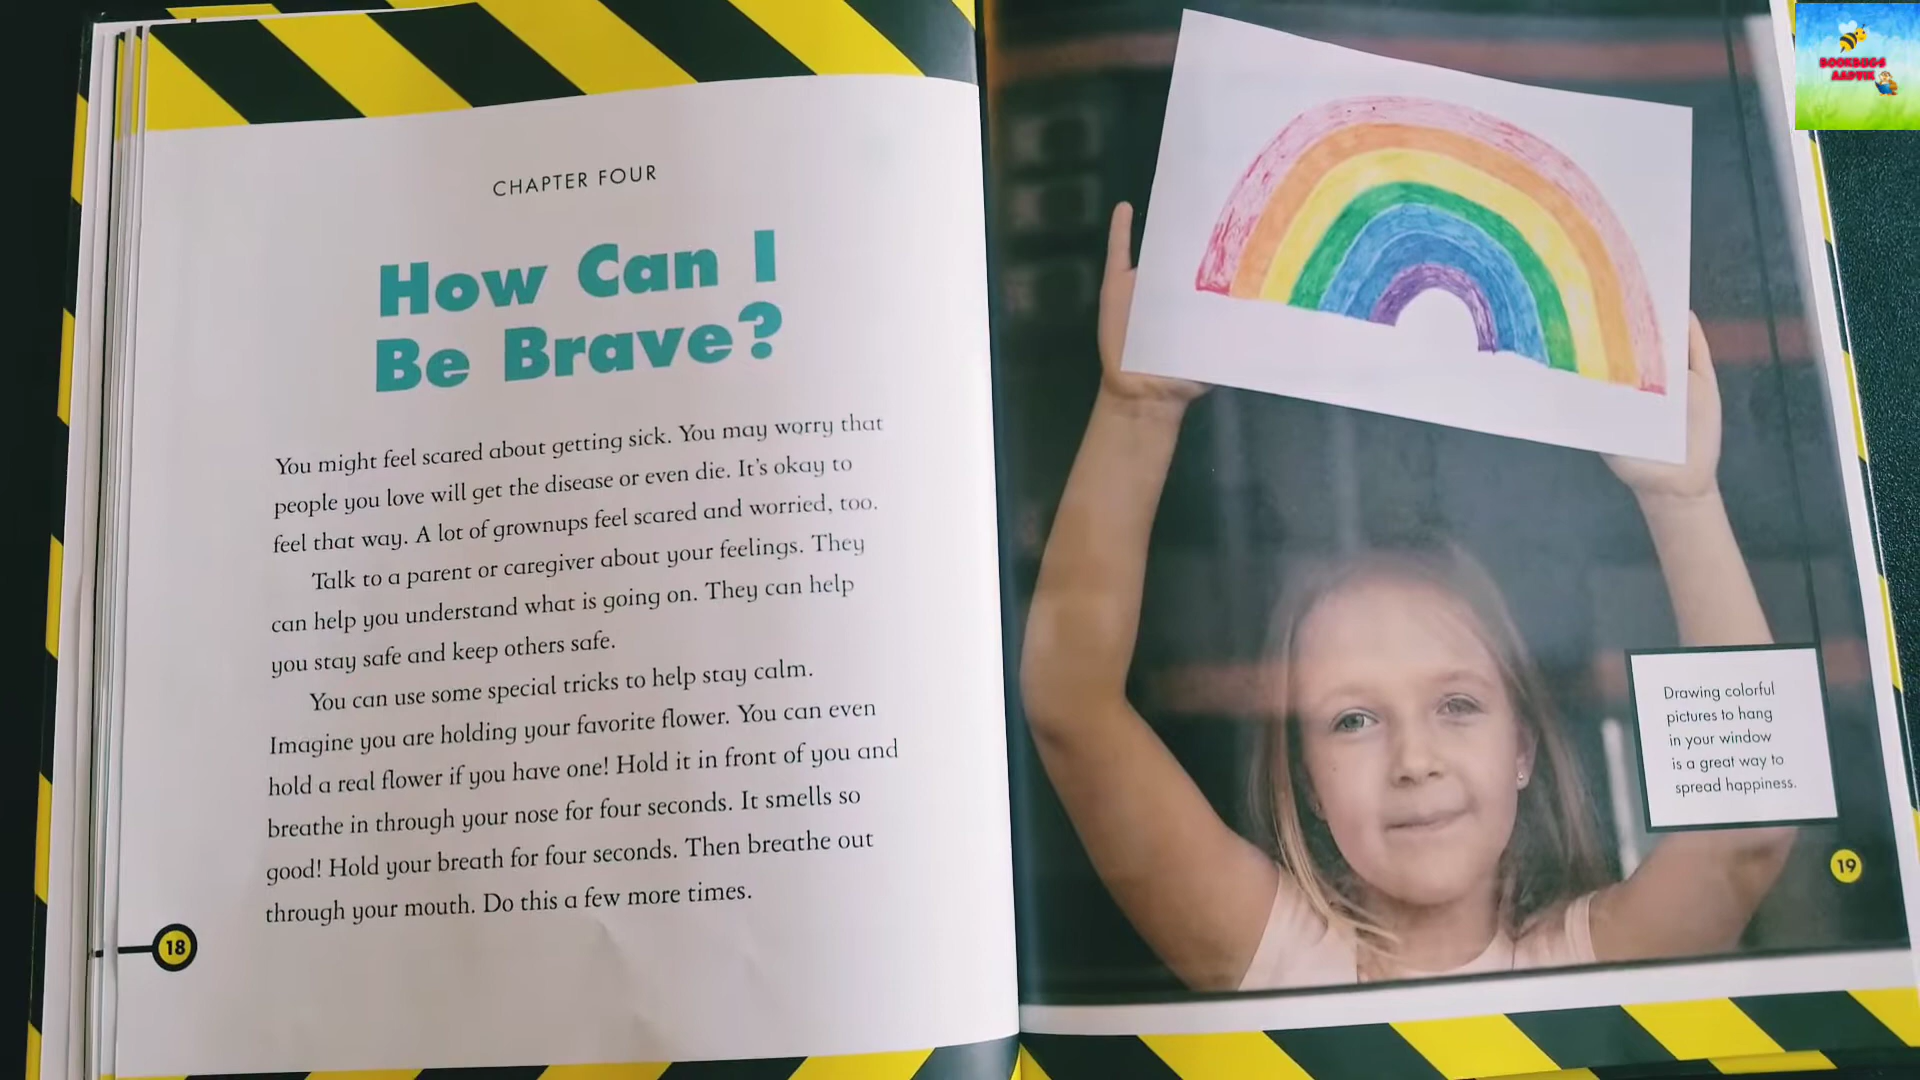 CHAPTER FOUR
How Can I
Be Brave?
You might feel scared about getting sick. You may worry that
people you love will get the disease or even die. It's okay to
feel that way. A lot of grownups feel scared and worried, too.
Talk to a parent or caregiver about your feelings. They
can help you understand what is going on. They can help
you stay safe and keep others safe.
You can use some special tricks to help stay calm.
Imagine you are holding your favorite flower. You can even
hold a real flower if you have one! Hold it in front of you and
breathe in through your nose for four seconds. It smells so
good! Hold your breath for four seconds. Then breathe out
through your mouth. Do this a few more times.
18
Drawing colorful
pictures to hang
in your window
is a great way to
spread happiness.
19
BOOKBUGS
AADVIK